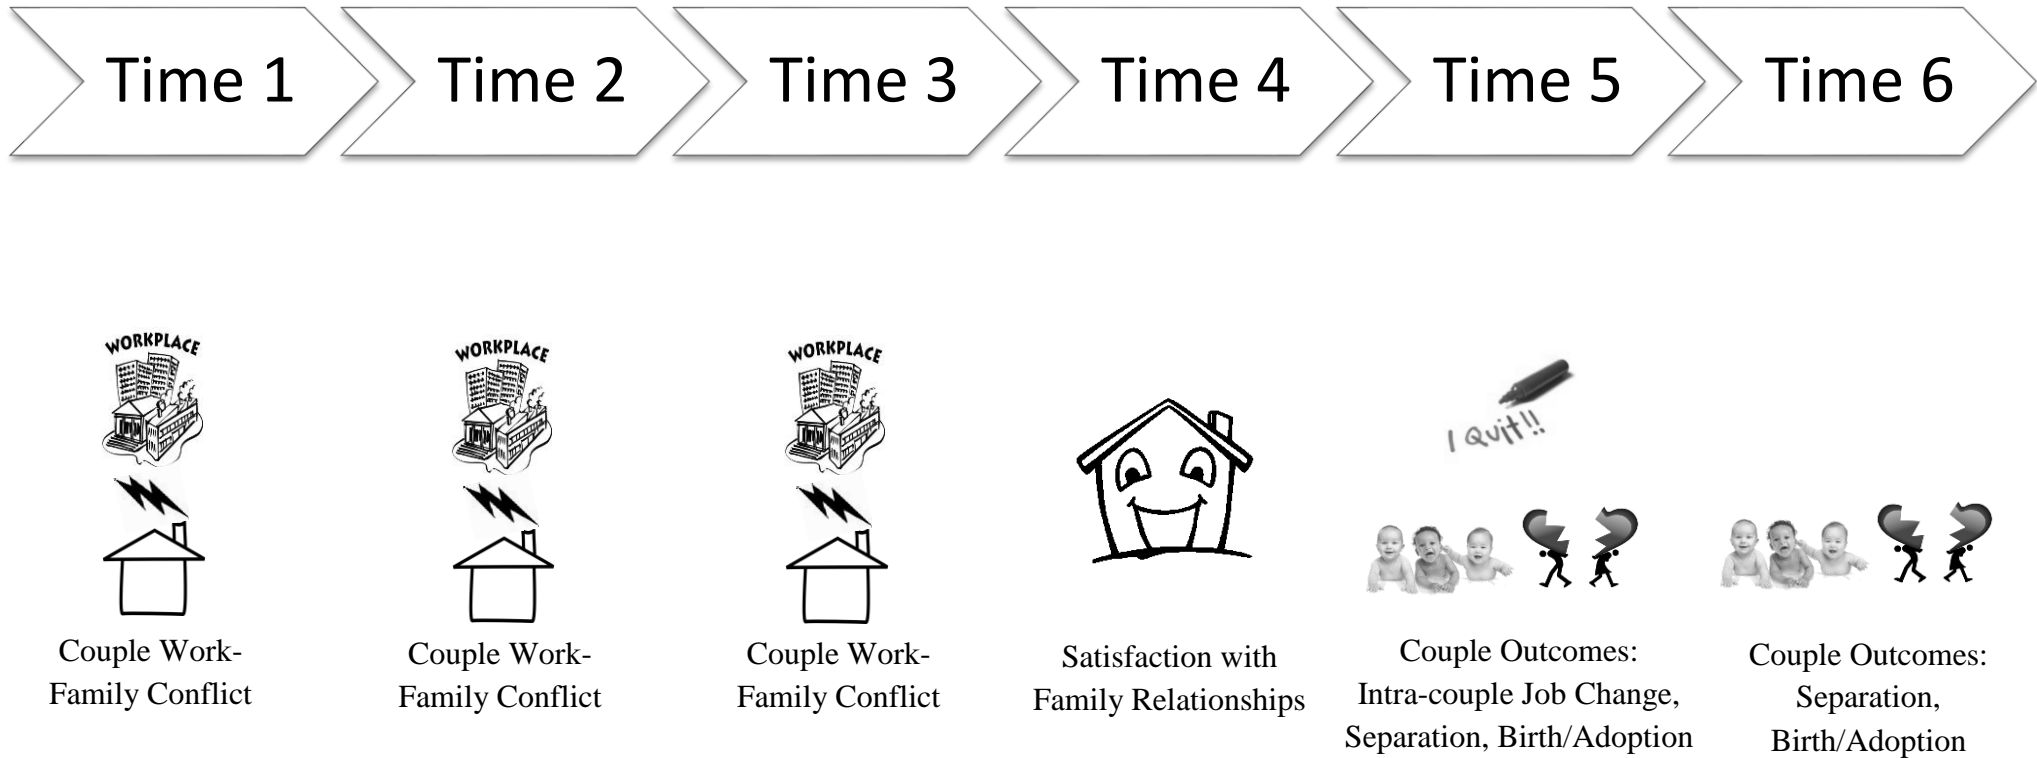 Time 1
Time 2
Time 3
Time 4
Time 5
Time 6
WORKPLACE
WORKPLACE
WORKPLACE
I QUIT!!
Couple Work-
Family Conflict
Couple Work-
Family Conflict
Couple Work-
Family Conflict
Satisfaction with
Family Relationships
Couple Outcomes:
Intra-couple Job Change,
Separation, Birth/Adoption
Couple Outcomes:
Separation,
Birth/Adoption